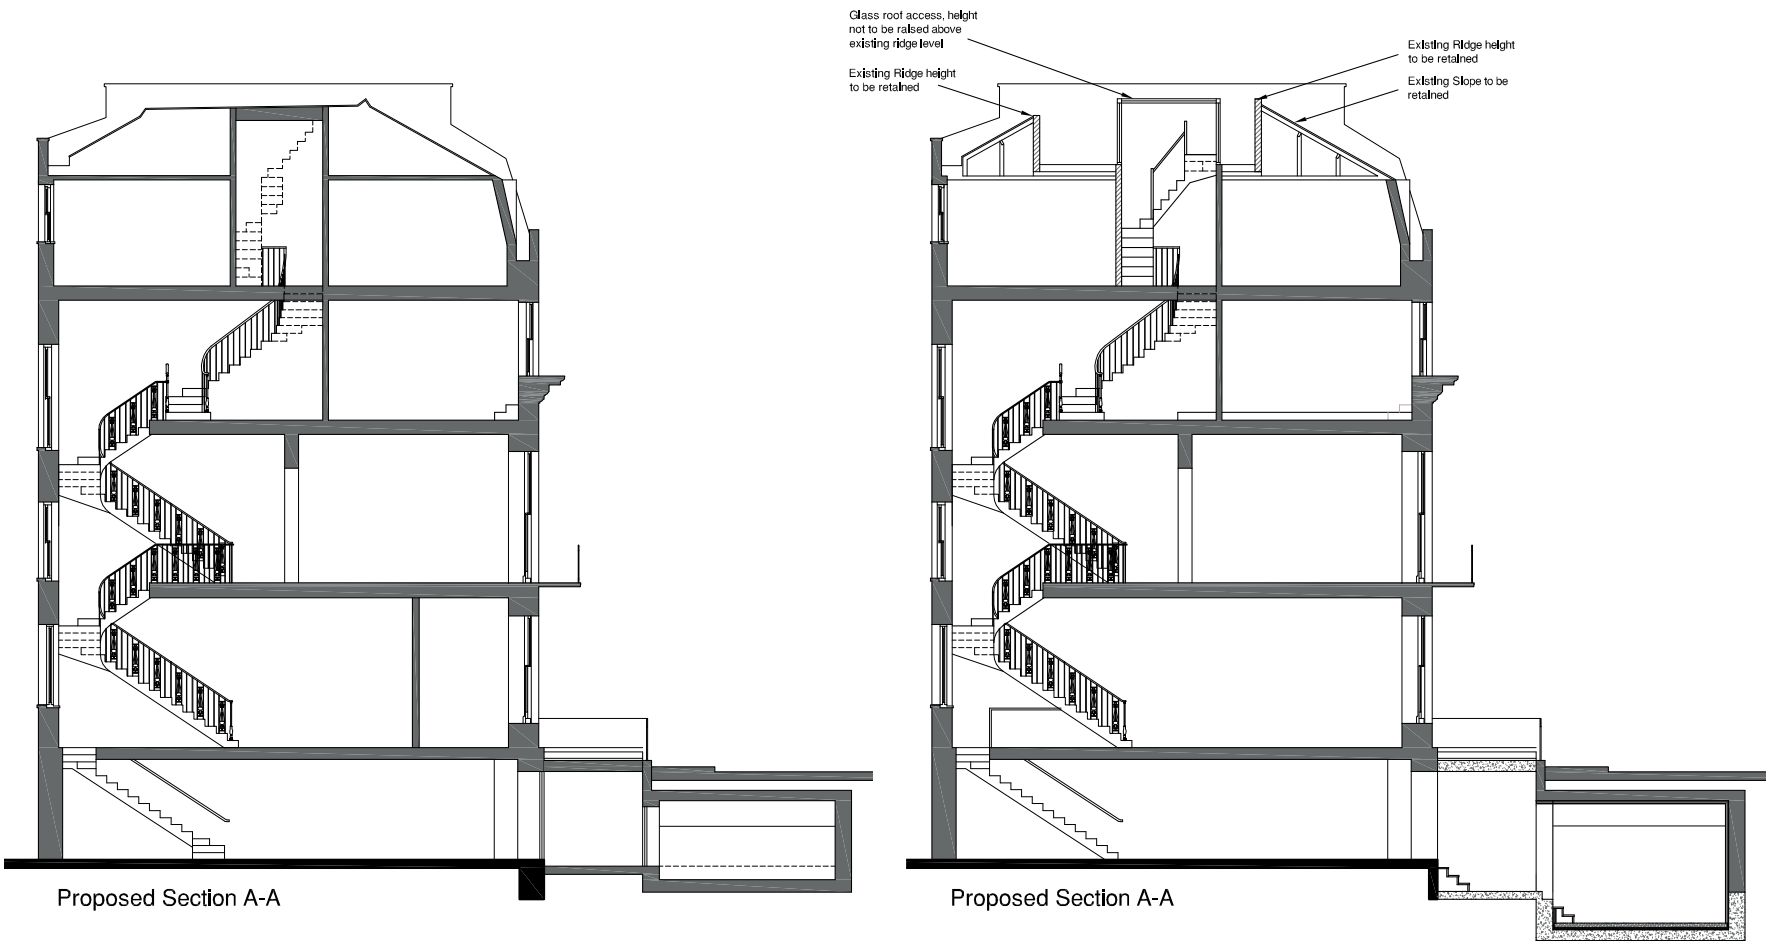 Glass roof access, height
not to be raised above
existing ridge level
Existing Ridge height
to be retained
Existing Ridge height
to be retained
Existing Slope to be
retained
Proposed Section A-A
Proposed Section A-A